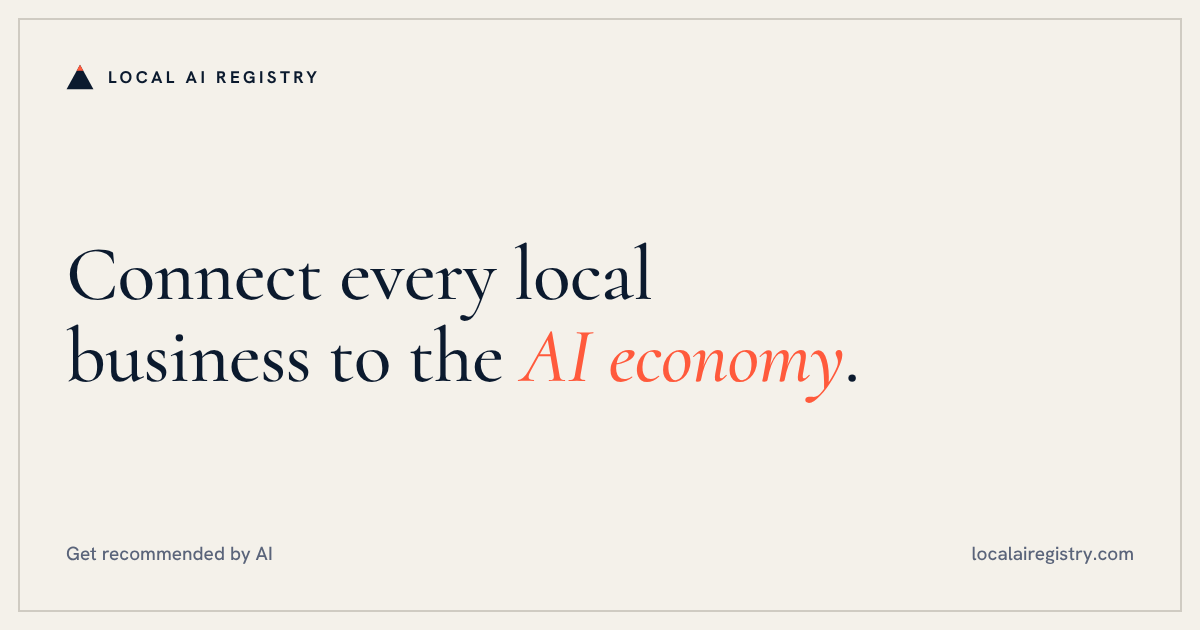 LOCAL AI REGISTRY
Connect every local
business to the AI economy.
Get recommended by AI
localairegistry.com